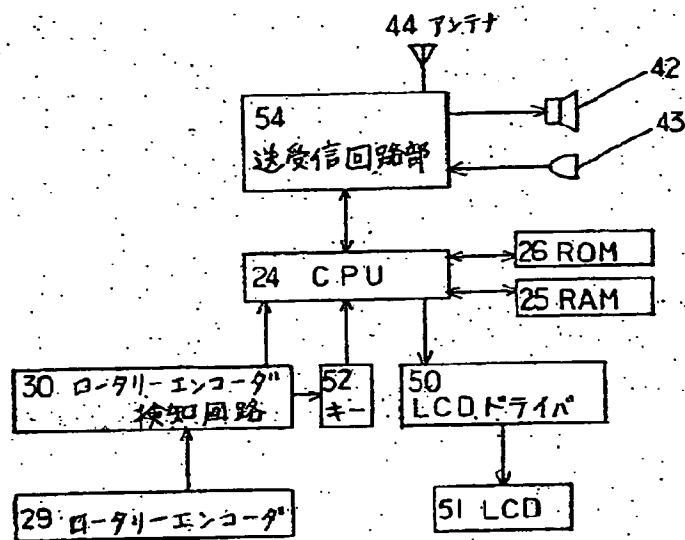 44 アンテナ
42
54
43
送受信回路部
26 ROM
24 CPU
25 RAM
30 ロータリーエンコーダ
検知回路
52
キー
50
LCDドライバ
29 ロータリーエンコーダ
51 LCD